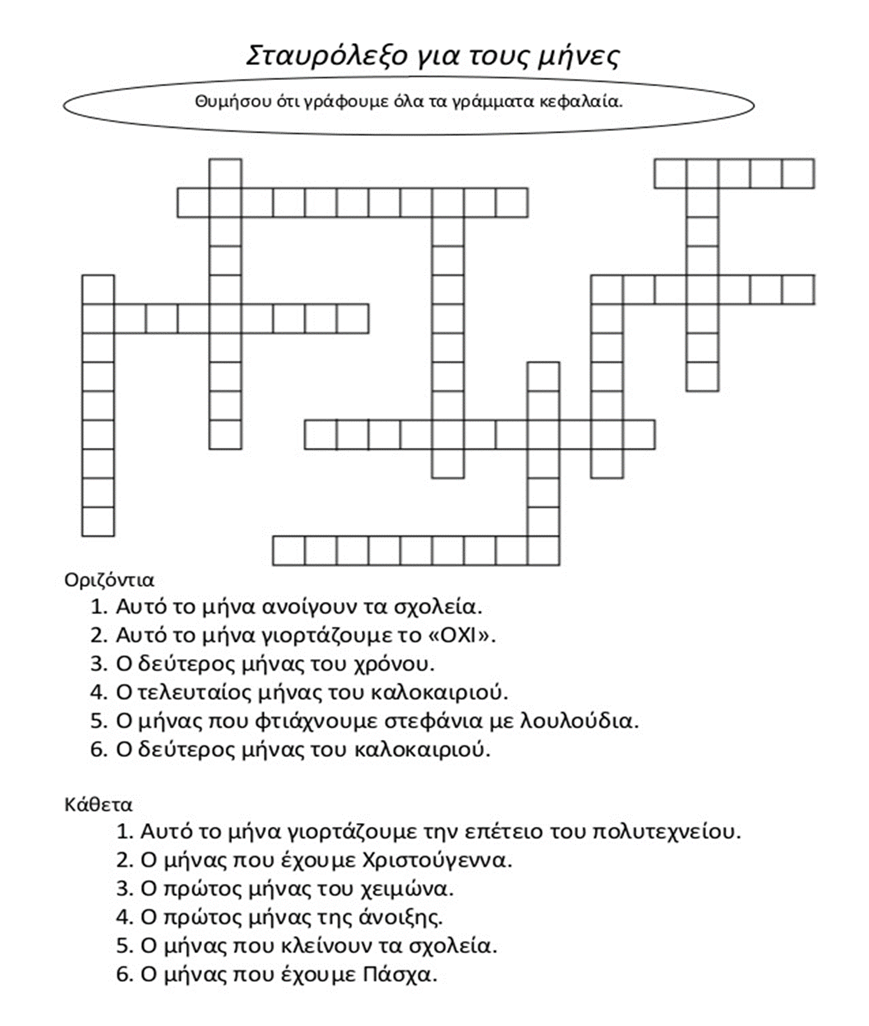 Σταυρόλεξο για τους μήνες
Θυμήσου ότι γράφουμε όλα τα γράμματα κεφαλαία.
Οριζόντια
1. Αυτό το μήνα ανοίγουν τα σχολεία.
2. Αυτό το μήνα γιορτάζουμε το «ΟΧΙ».
3. Ο δεύτερος μήνας του χρόνου.
4. Ο τελευταίος μήνας του καλοκαιριού.
5. Ο μήνας που φτιάχνουμε στεφάνια με λουλούδια.
6. Ο δεύτερος μήνας του καλοκαιριού.
Κάθετα
1. Αυτό το μήνα γιορτάζουμε την επέτειο του πολυτεχνείου.
2. Ο μήνας που έχουμε Χριστούγεννα.
3. Ο πρώτος μήνας του χειμώνα.
4. Ο πρώτος μήνας της άνοιξης.
5. Ο μήνας που κλείνουν τα σχολεία.
6. Ο μήνας που έχουμε Πάσχα.